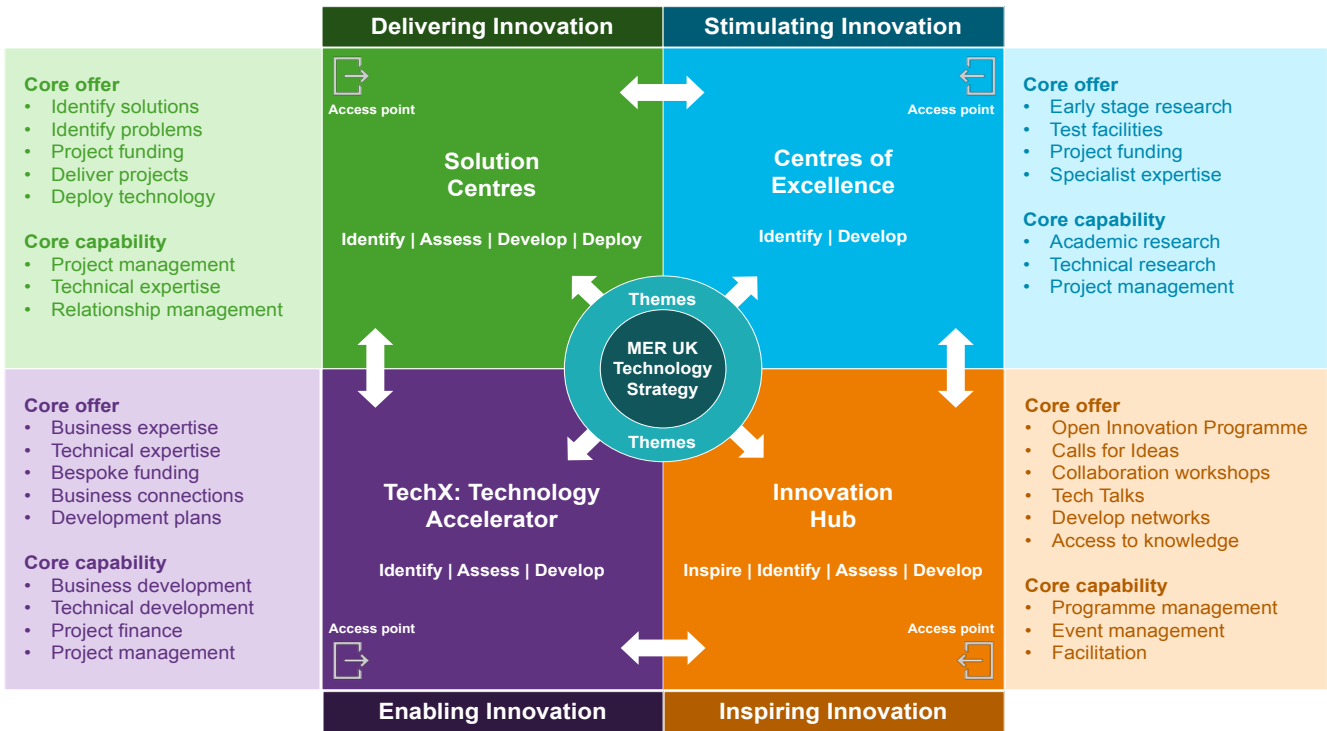 Delivering Innovation
Stimulating Innovation
Core offer
• Identify solutions
• Identify problems
• Project funding
• Deliver projects
• Deploy technology
Core capability
• Project management
• Technical expertise
• Relationship management
Access point
Solution
Centres
Identify | Assess | Develop | Deploy
Access point
Centres of
Excellence
Identify | Develop
Core offer
• Early stage research
• Test facilities
• Project funding
• Specialist expertise
Core capability
• Academic research
• Technical research
• Project management
Themes
MER UK
Technology
Strategy
Themes
Core offer
• Business expertise
• Technical expertise
• Bespoke funding
• Business connections
• Development plans
Core capability
• Business development
• Technical development
• Project finance
• Project management
TechX: Technology
Accelerator
Identify | Assess | Develop
Access point
Innovation
Hub
Inspire | Identify | Assess | Develop
Access point
Core offer
• Open Innovation Programme
• Calls for Ideas
• Collaboration workshops
• Tech Talks
• Develop networks
• Access to knowledge
Core capability
• Programme management
• Event management
• Facilitation
Enabling Innovation
Inspiring Innovation